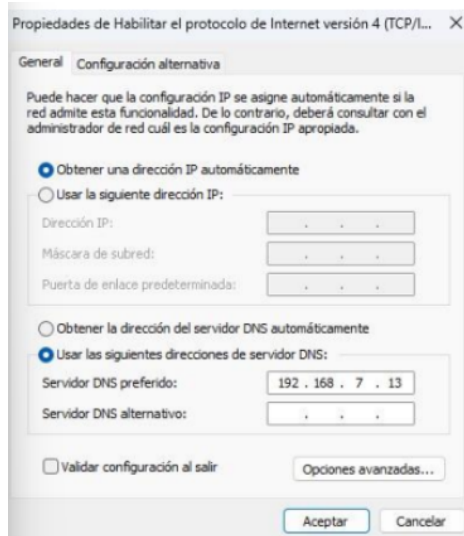 Propiedades de Habilitar el protocolo de Internet versión 4 (TCP/I...
General
Configuración alternativa
Puede hacer que la configuración IP se asigne automáticamente si la
red admite esta funcionalidad. De lo contrario, deberá consultar con el
administrador de red cuál es la configuración IP apropiada.
Obtener una dirección IP automáticamente
Usar la siguiente dirección IP:
Dirección IP:
Máscara de subred:
Puerta de enlace predeterminada:
Obtener la dirección del servidor DNS automáticamente
Usar las siguientes direcciones de servidor DNS:
Servidor DNS preferido: 192 . 168 . 7 . 13
Servidor DNS alternativo:
Validar configuración al salir
Opciones avanzadas...
Aceptar
Cancelar